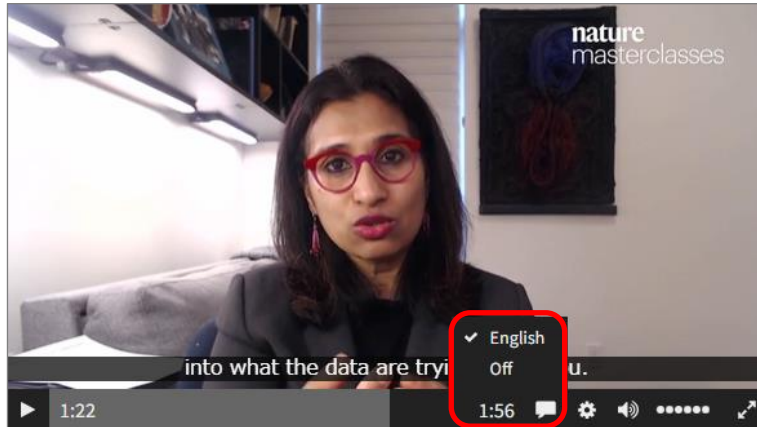 nature
masterclasses
✓ English
Off
into what the data are tryi u.
1:22
1:56